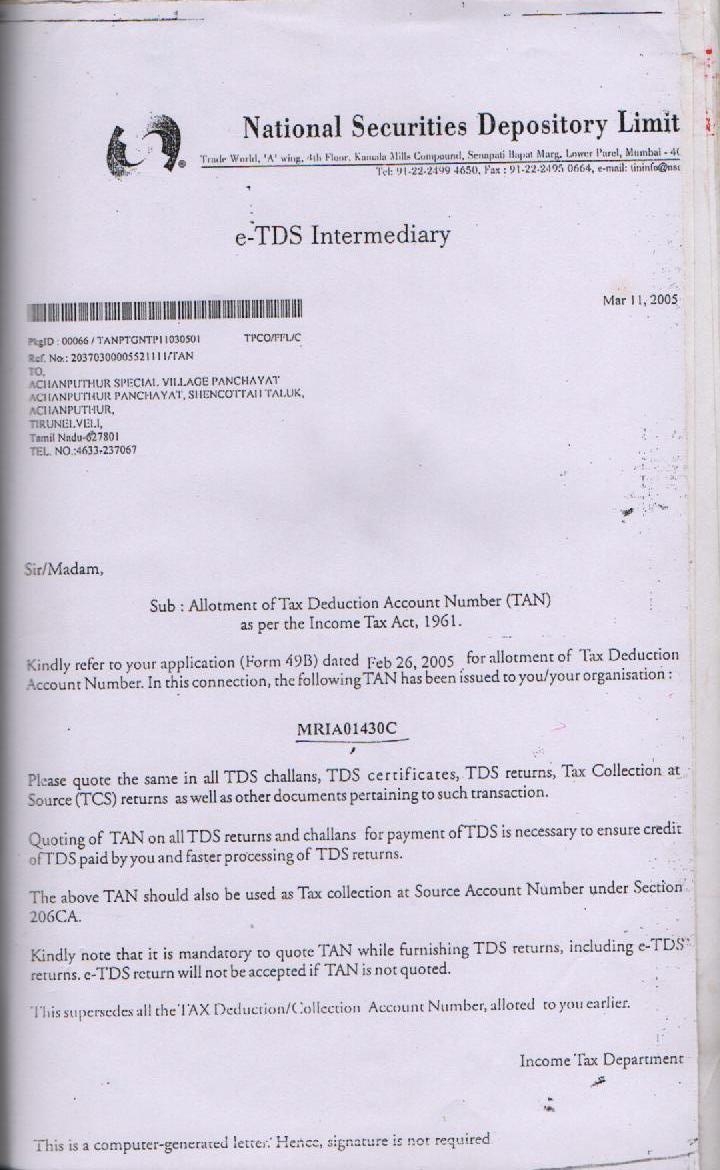 National Securities Depository Limit
Trade World, 'A' wing, 4th Floor, Kamala Mills Compound, Senapati Bapat Marg, Lower Parel, Mumbai - 4(
Tel: 91-22-2499 4650, Fax : 91-22-2495 0664, e-mail: tininfo@nsd
e-TDS Intermediary
Mar 11, 2005
PkgID : 00066 / TANPTGNTP11030501 TPCO/FFL/C
Ref. No.: 20370300005521111/TAN
TO,
ACHANPUTHUR SPECIAL VILLAGE PANCHAYAT
ACHANPUTHUR PANCHAYAT, SHENCOTTAH TALUK,
ACHANPUTHUR,
TIRUNELVELI,
Tamil Nadu-627801
TEL. NO.:4633-237067
Sir/Madam,
Sub : Allotment of Tax Deduction Account Number (TAN)
as per the Income Tax Act, 1961.
Kindly refer to your application (Form 49B) dated Feb 26, 2005 for allotment of Tax Deduction
Account Number. In this connection, the following TAN has been issued to you/your organisation :
MRIA01430C
Please quote the same in all TDS challans, TDS certificates, TDS returns, Tax Collection at
Source (TCS) returns as well as other documents pertaining to such transaction.
Quoting of TAN on all TDS returns and challans for payment of TDS is necessary to ensure credit
of TDS paid by you and faster processing of TDS returns.
The above TAN should also be used as Tax collection at Source Account Number under Section
206CA.
Kindly note that it is mandatory to quote TAN while furnishing TDS returns, including e-TDS
returns. e-TDS return will not be accepted if TAN is not quoted.
This supersedes all the TAX Deduction/Collection Account Number, alloted to you earlier.
Income Tax Department
This is a computer-generated letter. Hence, signature is not required